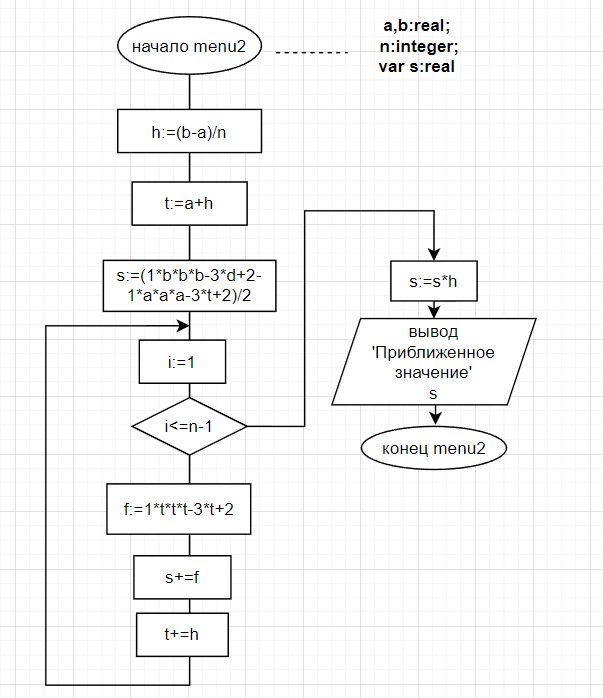 начало menu2
a,b:real;
n:integer;
var s:real
h:=(b-a)/n
t:=a+h
s:=(1*b*b*b-3*d+2-
1*a*a*a-3*t+2)/2
i:=1
i<=n-1
f:=1*t*t*t-3*t+2
s+=f
t+=h
s:=s*h
вывод
'Приближенное
значение'
s
конец menu2